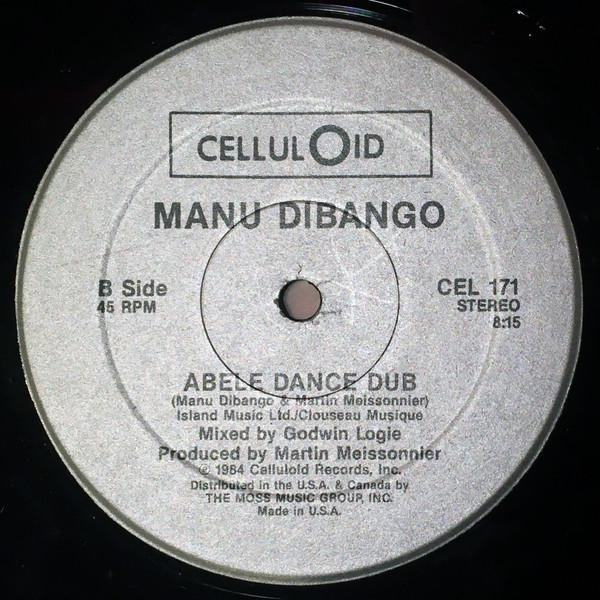 CELLULOID
MANU DIBANGO
B Side
45 RPM
CEL 171
STEREO
8:15
ABELE DANCE DUB
(Manu Dibango & Martin Meissonnier)
Island Music Ltd./Clouseau Musique
Mixed by Godwin Logie
Produced by Martin Meissonnier
℗ 1984 Celluloid Records, Inc.
Distributed in the U.S.A. & Canada by
THE MOSS MUSIC GROUP, INC.
Made in U.S.A.